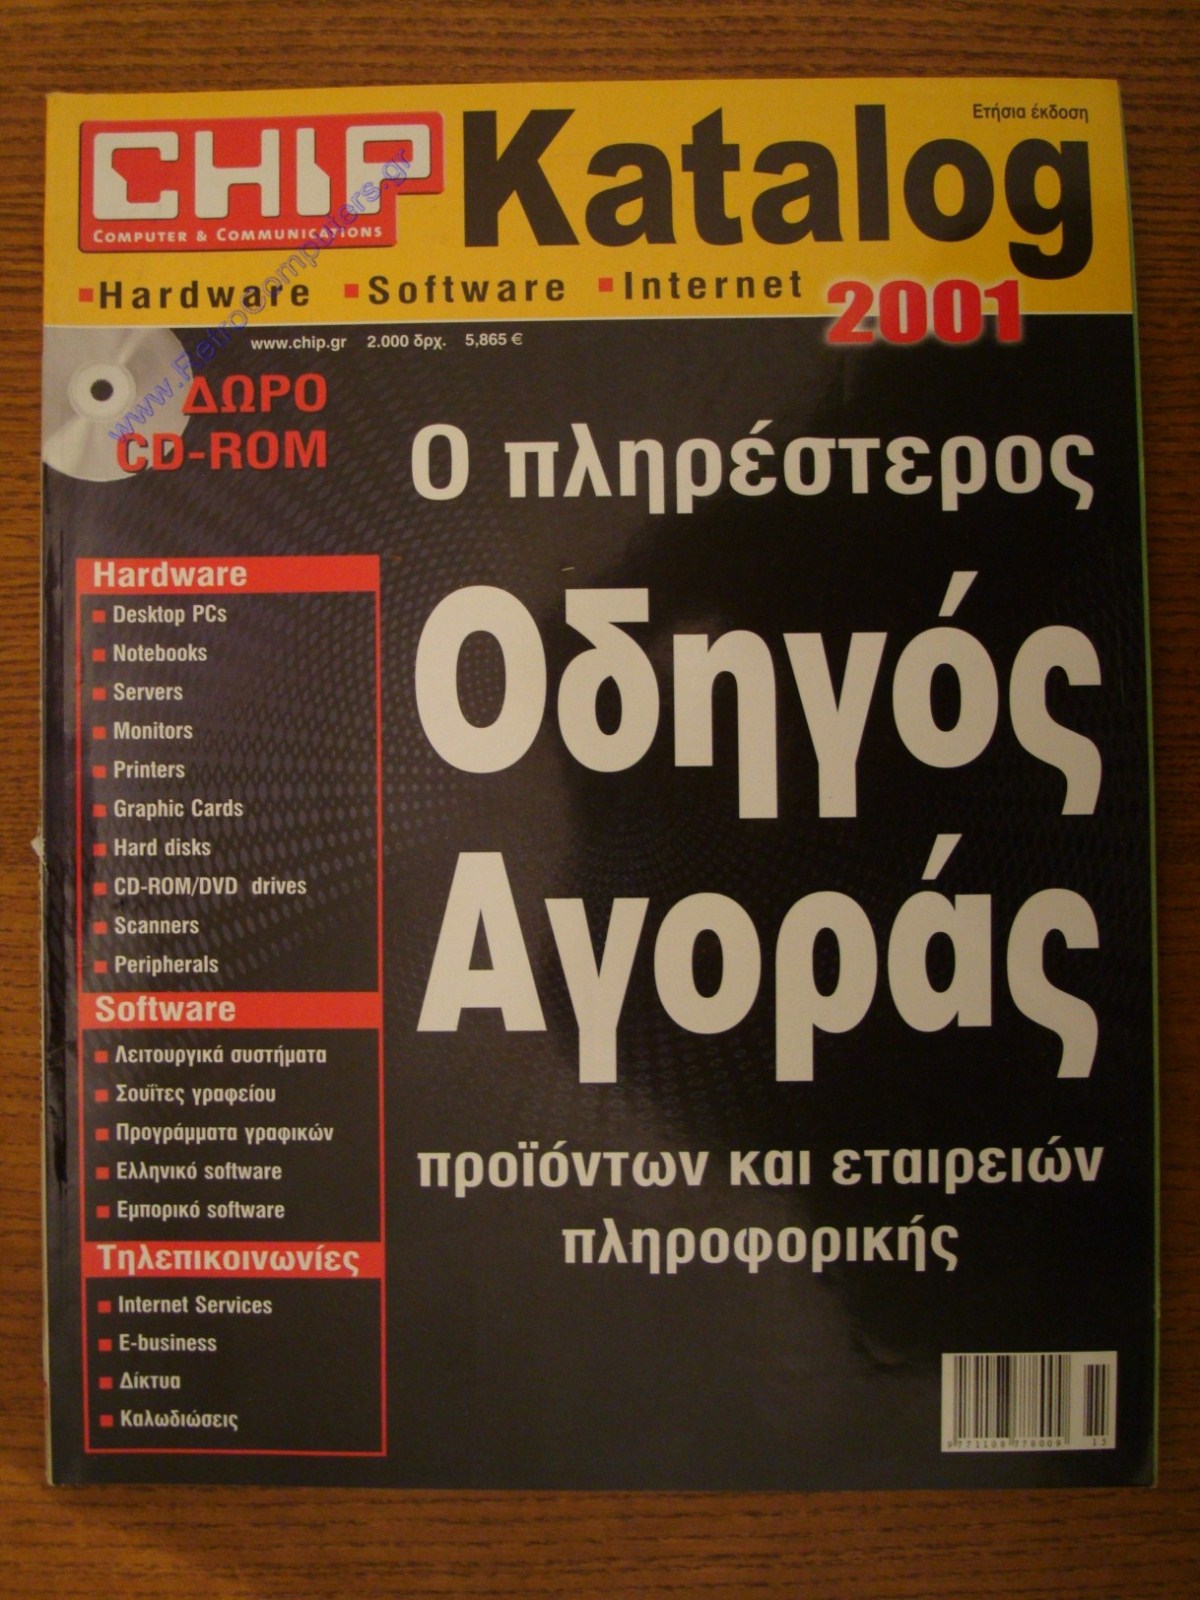 Ετήσια έκδοση
CHIP Katalog
COMPUTER & COMMUNICATIONS
Hardware Software Internet
2001
www.chip.gr 2.000 δρχ. 5,865 €
www.Retrocomputers.gr
ΔΩΡΟ
CD-ROM
Ο πληρέστερος
Οδηγός
Αγοράς
προϊόντων και εταιρειών
πληροφορικής
Hardware
Desktop PCs
Notebooks
Servers
Monitors
Printers
Graphic Cards
Hard disks
CD-ROM/DVD drives
Scanners
Peripherals
Software
Λειτουργικά συστήματα
Σουΐτες γραφείου
Προγράμματα γραφικών
Ελληνικό software
Εμπορικό software
Τηλεπικοινωνίες
Internet Services
E-business
Δίκτυα
Καλωδιώσεις
13